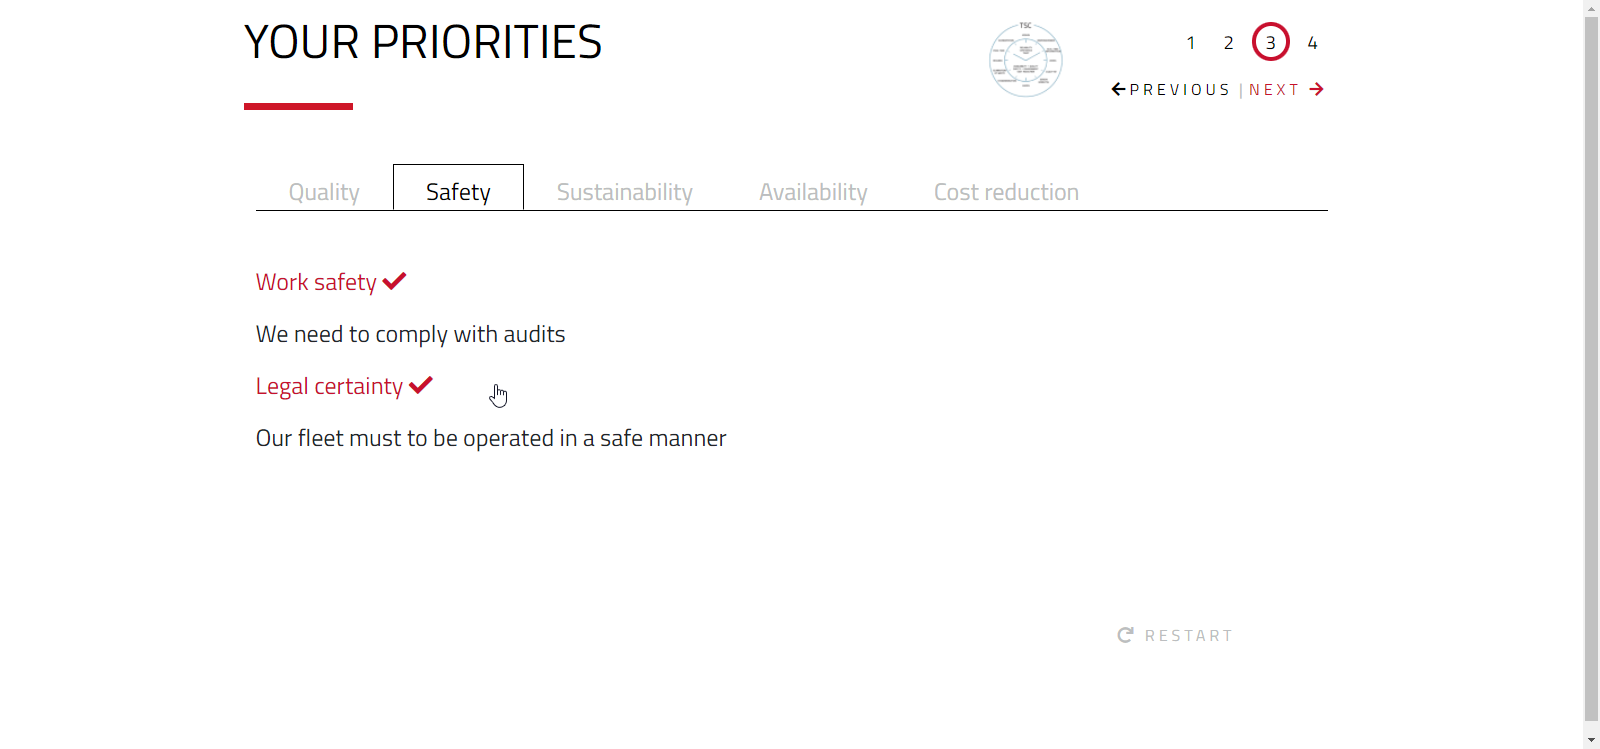 YOUR PRIORITIES
TSC
1 2 3 4
PREVIOUS | NEXT
Quality Safety Sustainability Availability Cost reduction
Work safety
We need to comply with audits
Legal certainty
Our fleet must to be operated in a safe manner
RESTART